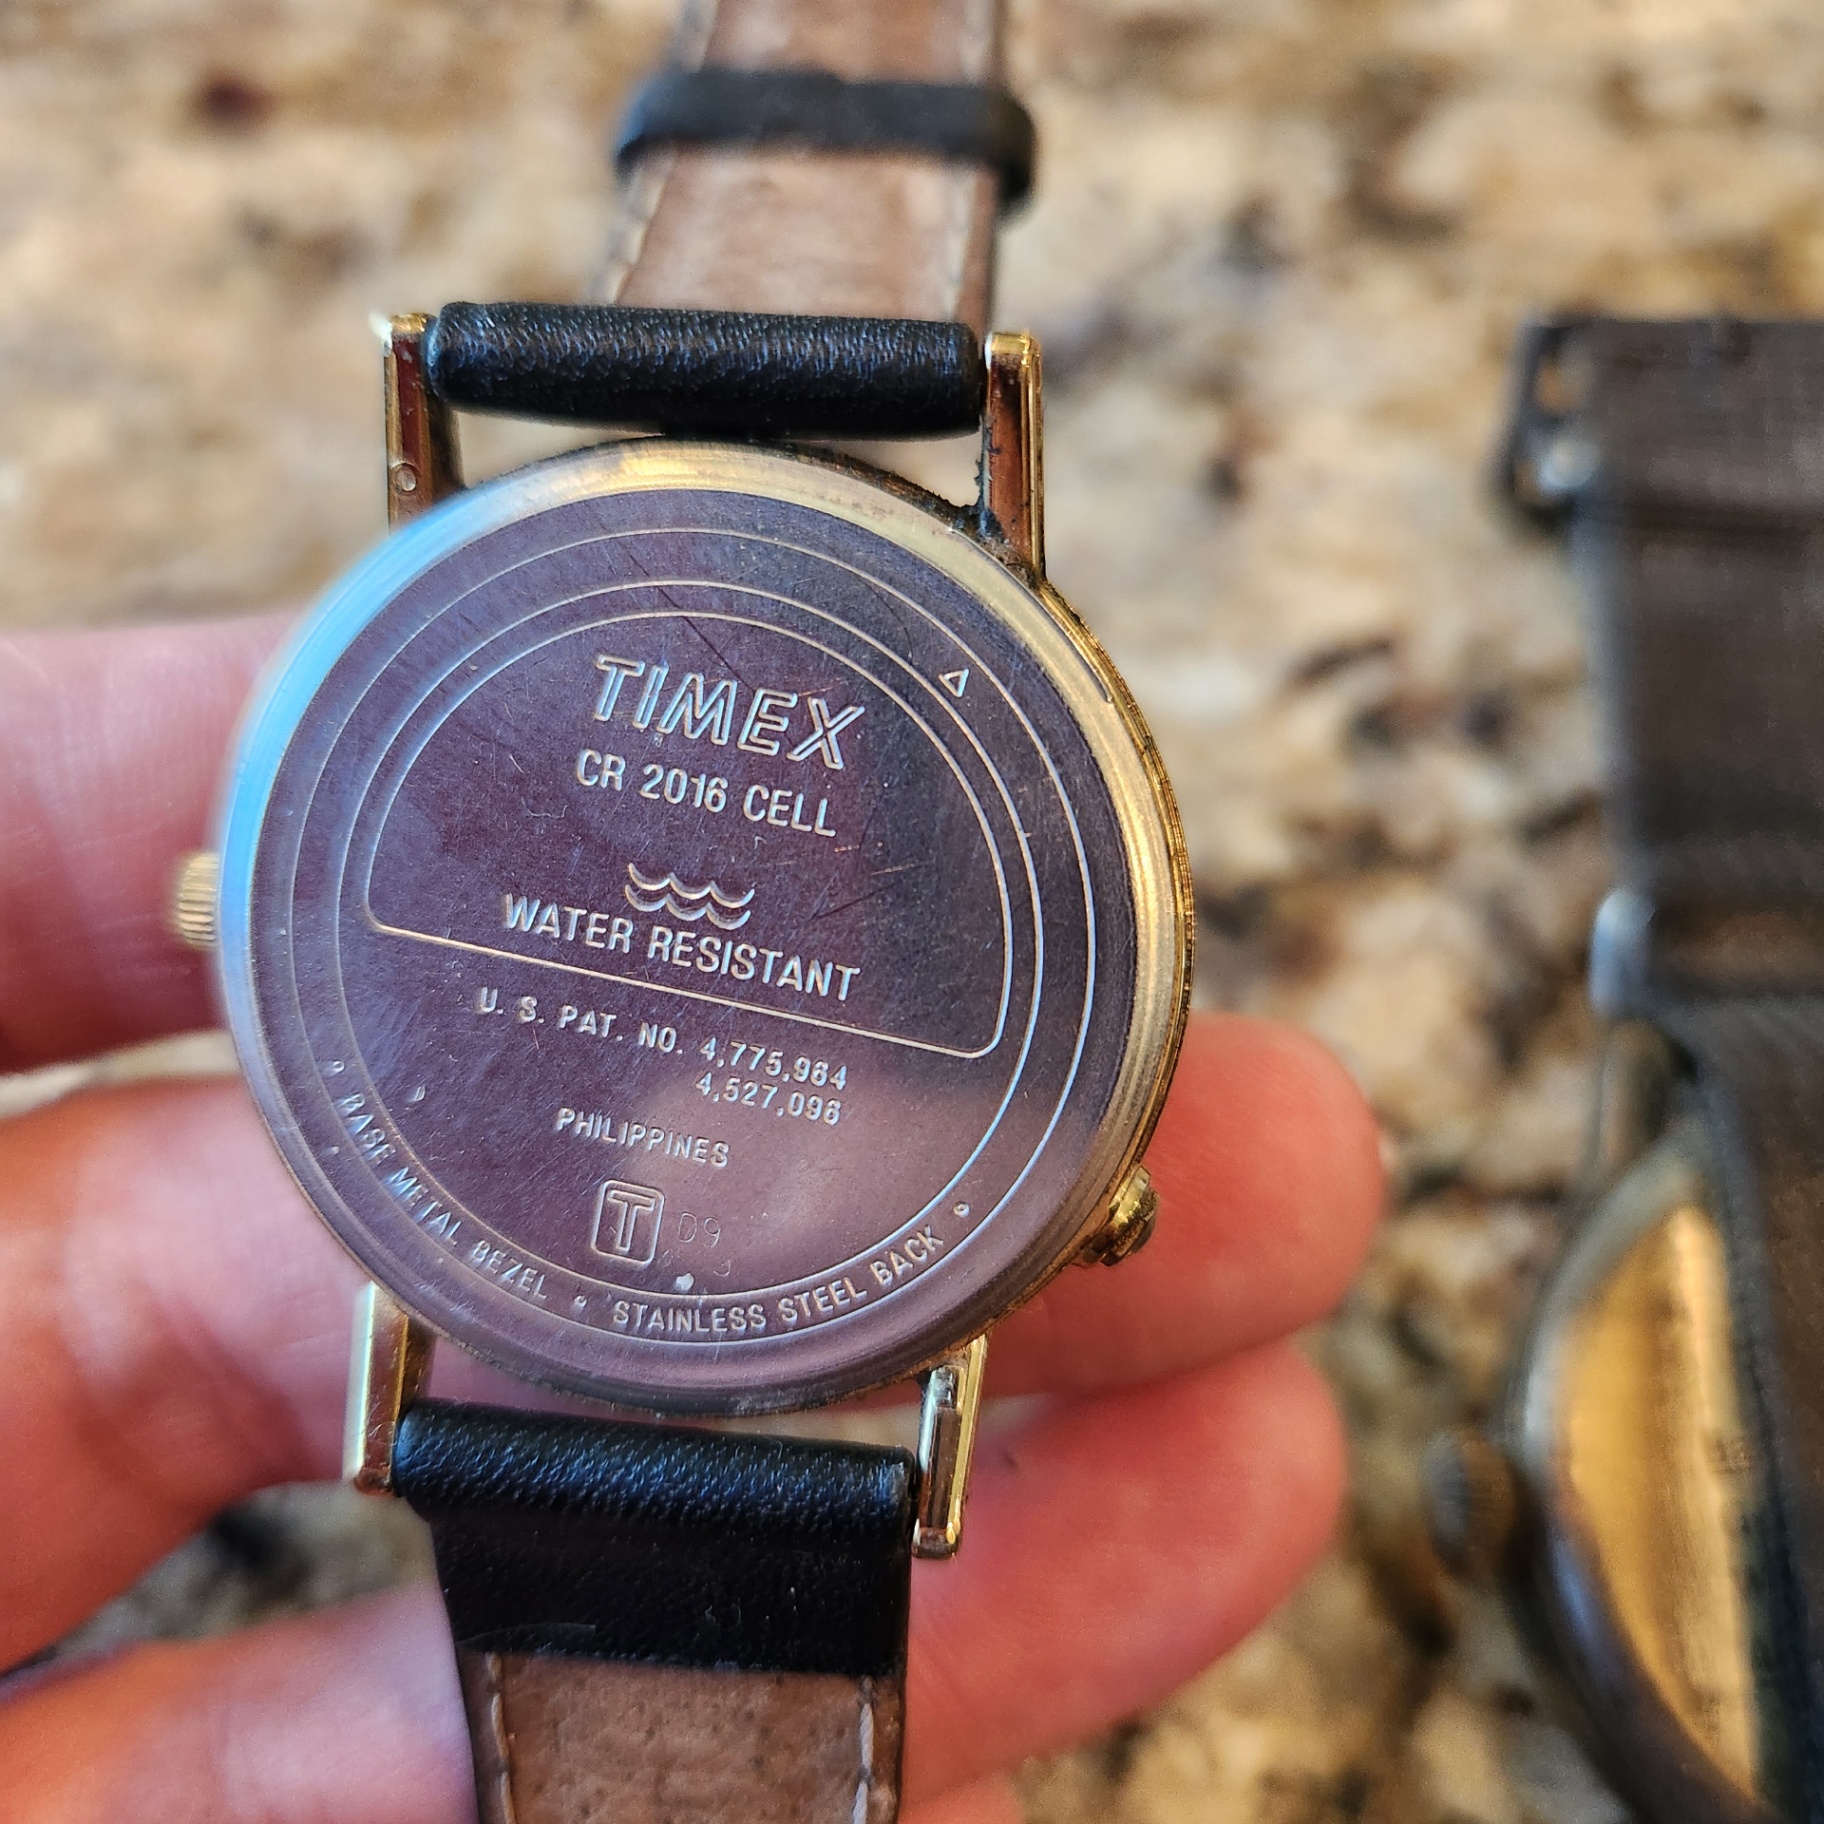 TIMEX
CR 2016 CELL
WATER RESISTANT
U. S. PAT. NO. 4,775,964
4,527,096
PHILIPPINES
T D9
BASE METAL BEZEL • STAINLESS STEEL BACK